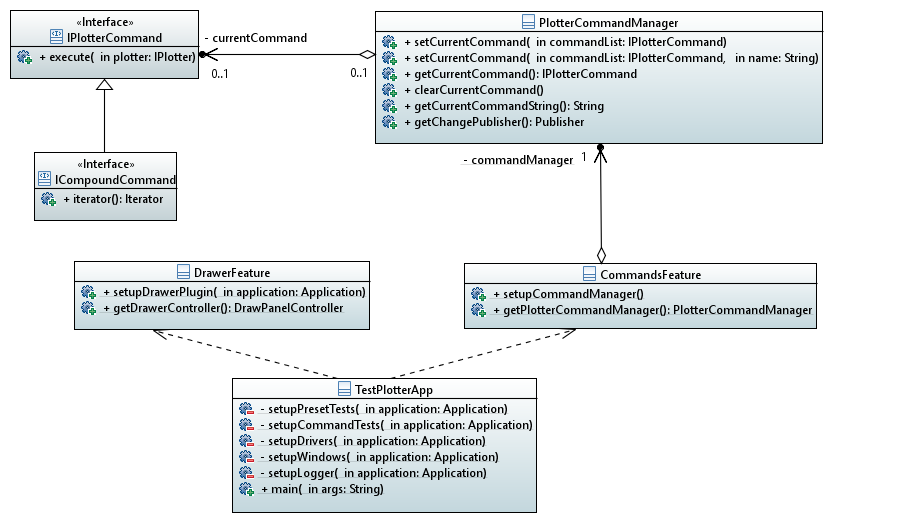 «Interface»
IPlotterCommand
+ execute( in plotter: IPlotter)
- currentCommand
0..1
0..1
PlotterCommandManager
+ setCurrentCommand( in commandList: IPlotterCommand)
+ setCurrentCommand( in commandList: IPlotterCommand, in name: String)
+ getCurrentCommand(): IPlotterCommand
+ clearCurrentCommand()
+ getCurrentCommandString(): String
+ getChangePublisher(): Publisher
«Interface»
ICompoundCommand
+ iterator(): Iterator
- commandManager
1
DrawerFeature
+ setupDrawerPlugin( in application: Application)
+ getDrawerController(): DrawPanelController
CommandsFeature
+ setupCommandManager()
+ getPlotterCommandManager(): PlotterCommandManager
TestPlotterApp
- setupPresetTests( in application: Application)
- setupCommandTests( in application: Application)
- setupDrivers( in application: Application)
- setupWindows( in application: Application)
- setupLogger( in application: Application)
+ main( in args: String)